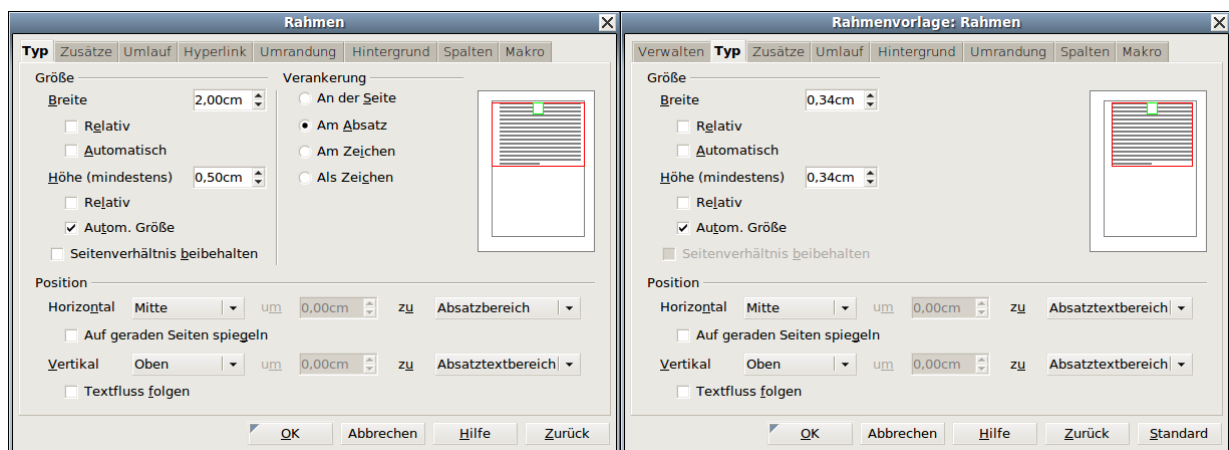 Rahmen
Typ Zusätze Umlauf Hyperlink Umrandung Hintergrund Spalten Makro
Größe
Breite 2,00cm
Relativ
Automatisch
Höhe (mindestens) 0,50cm
Relativ
Autom. Größe
Seitenverhältnis beibehalten
Verankerung
An der Seite
Am Absatz
Am Zeichen
Als Zeichen
Position
Horizontal Mitte um 0,00cm zu Absatzbereich
Auf geraden Seiten spiegeln
Vertikal Oben um 0,00cm zu Absatztextbereich
Textfluss folgen
OK Abbrechen Hilfe Zurück
Rahmenvorlage: Rahmen
Verwalten Typ Zusätze Umlauf Hintergrund Umrandung Spalten Makro
Größe
Breite 0,34cm
Relativ
Automatisch
Höhe (mindestens) 0,34cm
Relativ
Autom. Größe
Seitenverhältnis beibehalten
Position
Horizontal Mitte um 0,00cm zu Absatztextbereich
Auf geraden Seiten spiegeln
Vertikal Oben um 0,00cm zu Absatztextbereich
Textfluss folgen
OK Abbrechen Hilfe Zurück Standard